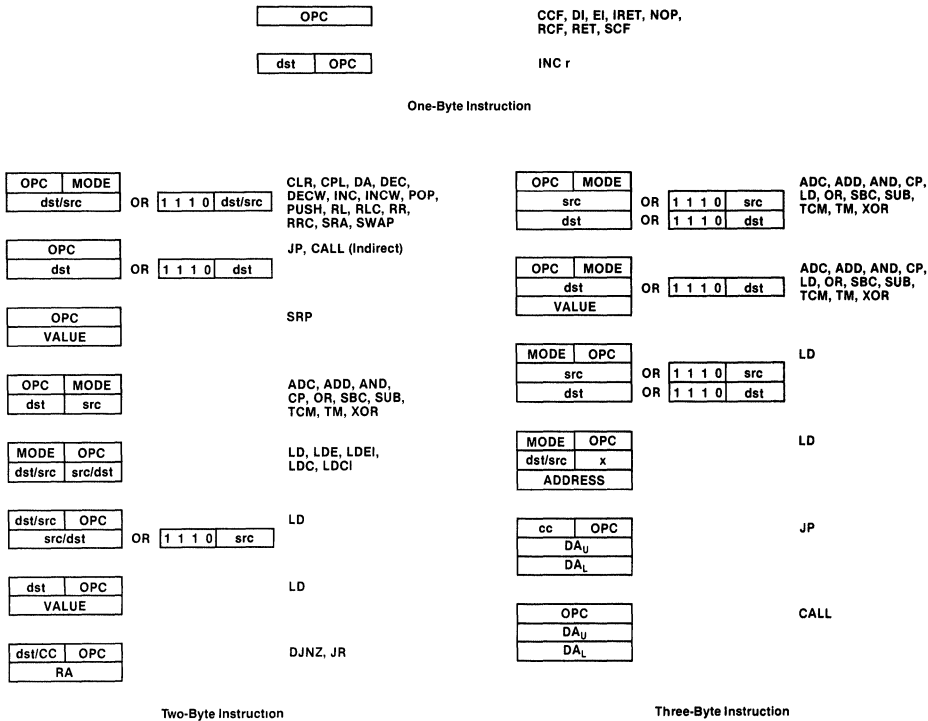 OPC
CCF, DI, EI, IRET, NOP,
RCF, RET, SCF
dst OPC
INC r
One-Byte Instruction
OPC MODE
dst/src OR 1 1 1 0 dst/src
CLR, CPL, DA, DEC,
DECW, INC, INCW, POP,
PUSH, RL, RLC, RR,
RRC, SRA, SWAP
OPC
dst OR 1 1 1 0 dst
JP, CALL (Indirect)
OPC
VALUE
SRP
OPC MODE
dst src
ADC, ADD, AND,
CP, OR, SBC, SUB,
TCM, TM, XOR
MODE OPC
dst/src src/dst
LD, LDE, LDEI,
LDC, LDCI
dst/src OPC
src/dst OR 1 1 1 0 src
LD
dst OPC
VALUE
LD
dst/CC OPC
RA
DJNZ, JR
Two-Byte Instruction
OPC MODE
src OR 1 1 1 0 src
dst OR 1 1 1 0 dst
ADC, ADD, AND, CP,
LD, OR, SBC, SUB,
TCM, TM, XOR
OPC MODE
dst OR 1 1 1 0 dst
VALUE
ADC, ADD, AND, CP,
LD, OR, SBC, SUB,
TCM, TM, XOR
MODE OPC
src OR 1 1 1 0 src
dst OR 1 1 1 0 dst
LD
MODE OPC
dst/src x
ADDRESS
LD
cc OPC
DAU
DAL
JP
OPC
DAU
DAL
CALL
Three-Byte Instruction